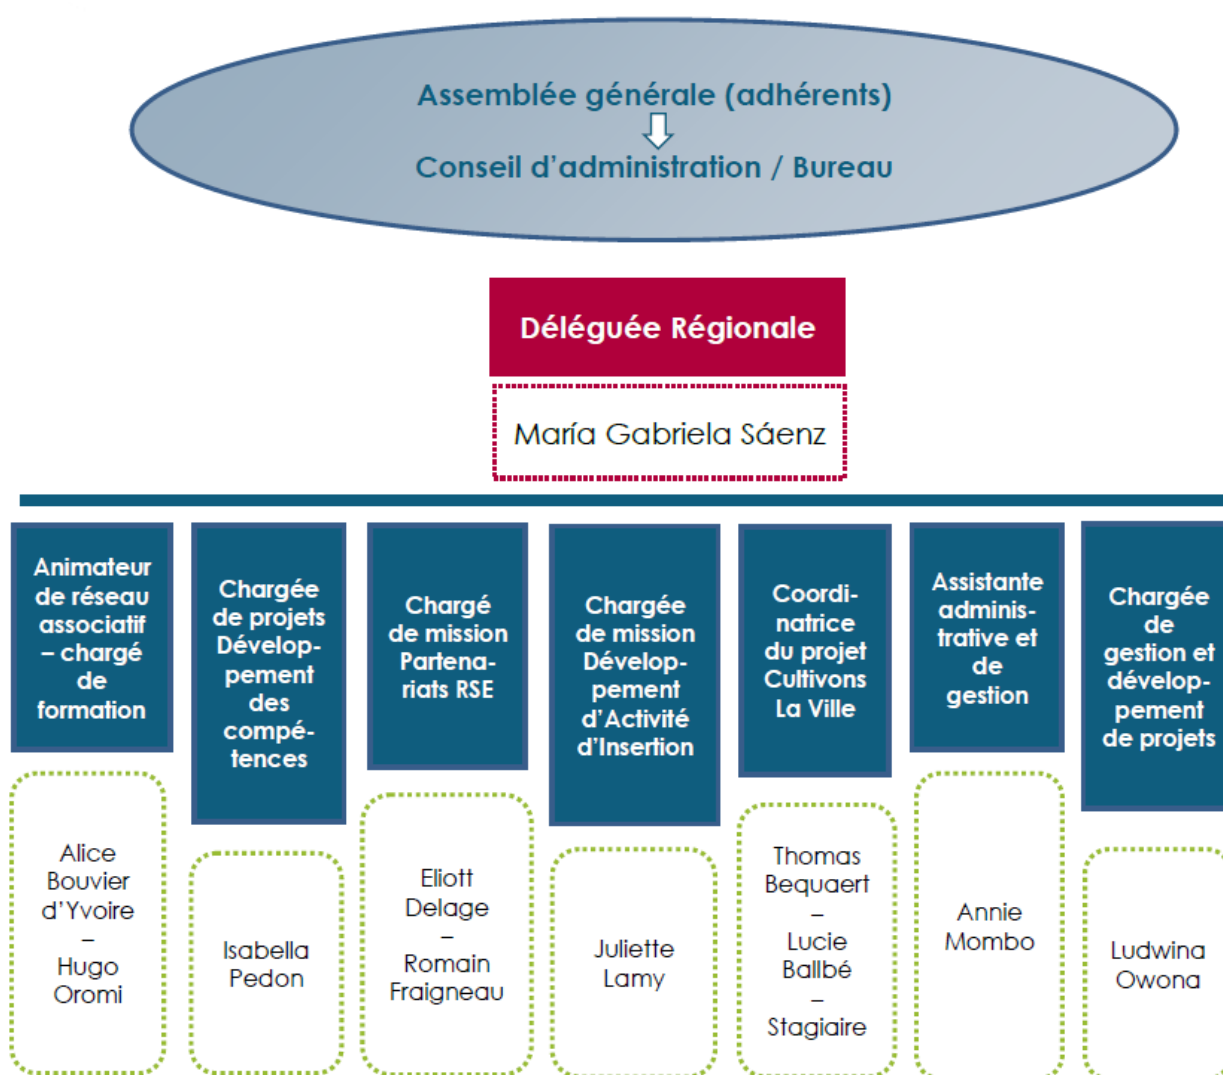 Assemblée générale (adhérents)
Conseil d'administration / Bureau
Déléguée Régionale
María Gabriela Sáenz
Animateur
de réseau
associatif
– chargé
de
formation
Alice
Bouvier
d'Yvoire
–
Hugo
Oromi
Chargée
de projets
Dévelop-
pement
des
compé-
tences
Isabella
Pedon
Chargé
de mission
Partena-
riats RSE
Eliott
Delage
–
Romain
Fraigneau
Chargée
de mission
Dévelop-
pement
d'Activité
d'Insertion
Juliette
Lamy
Coordi-
natrice
du projet
Cultivons
La Ville
Thomas
Bequaert
–
Lucie
Ballbé
–
Stagiaire
Assistante
adminis-
trative et
de
gestion
Annie
Mombo
Chargée
de
gestion et
dévelop-
pement
de projets
Ludwina
Owona